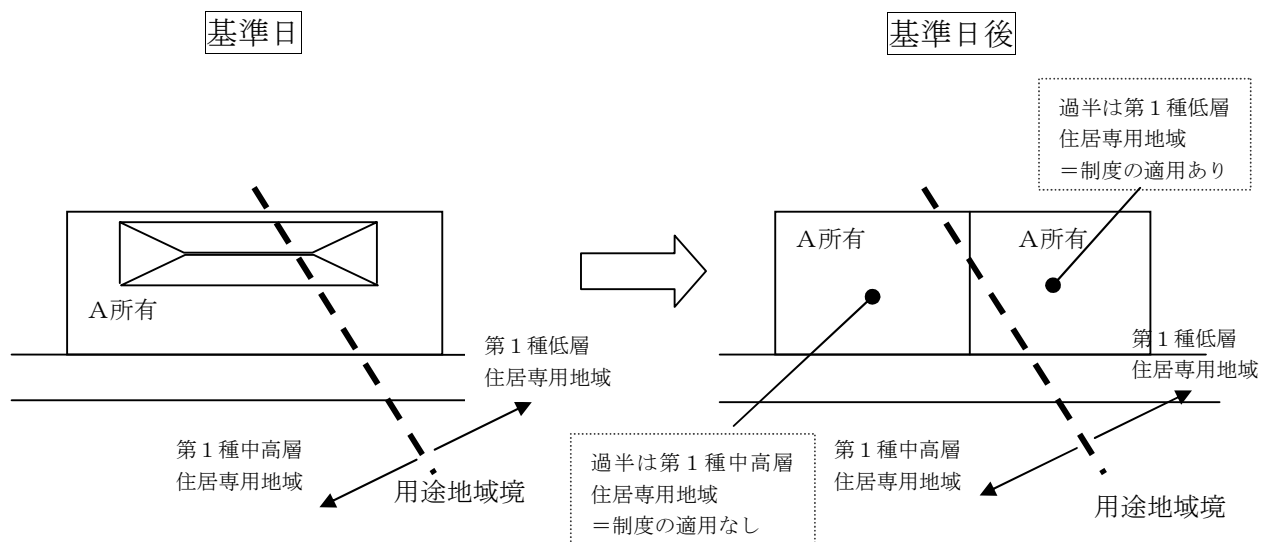 基準日
A所有
第１種低層
住居専用地域
第１種中高層
住居専用地域
用途地域境
基準日後
過半は第１種低層
住居専用地域
＝制度の適用あり
A所有
A所有
第１種低層
住居専用地域
過半は第１種中高層
住居専用地域
＝制度の適用なし
第１種中高層
住居専用地域
用途地域境